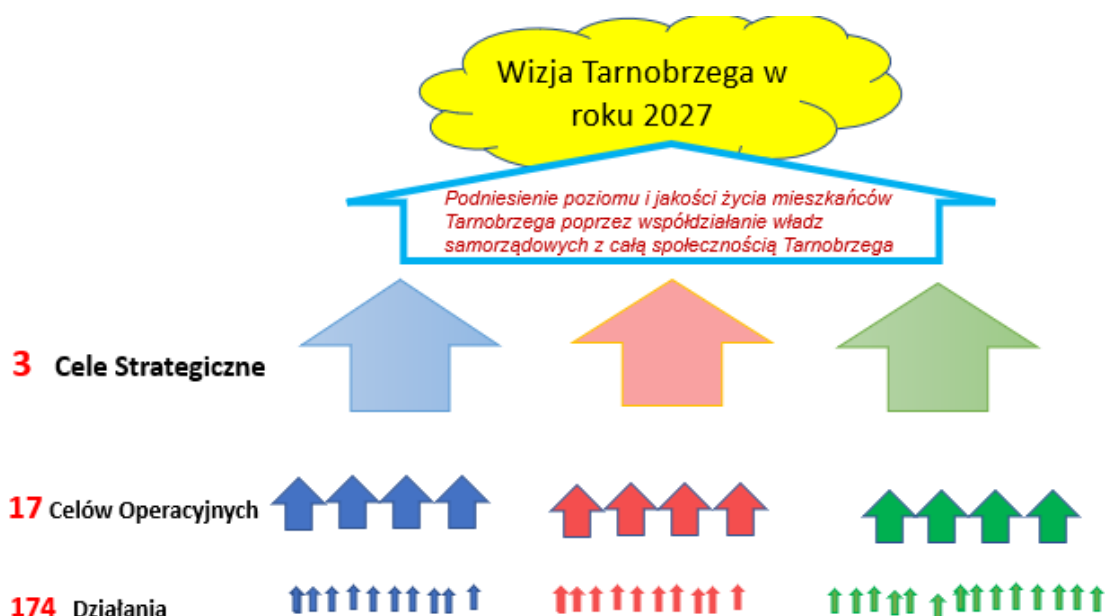 Wizja Tarnobrzega w
roku 2027
Podniesienie poziomu i jakości życia mieszkańców
Tarnobrzega poprzez współdziałanie władz
samorządowych z całą społecznością Tarnobrzega
3 Cele Strategiczne
17 Celów Operacyjnych
174 Działania